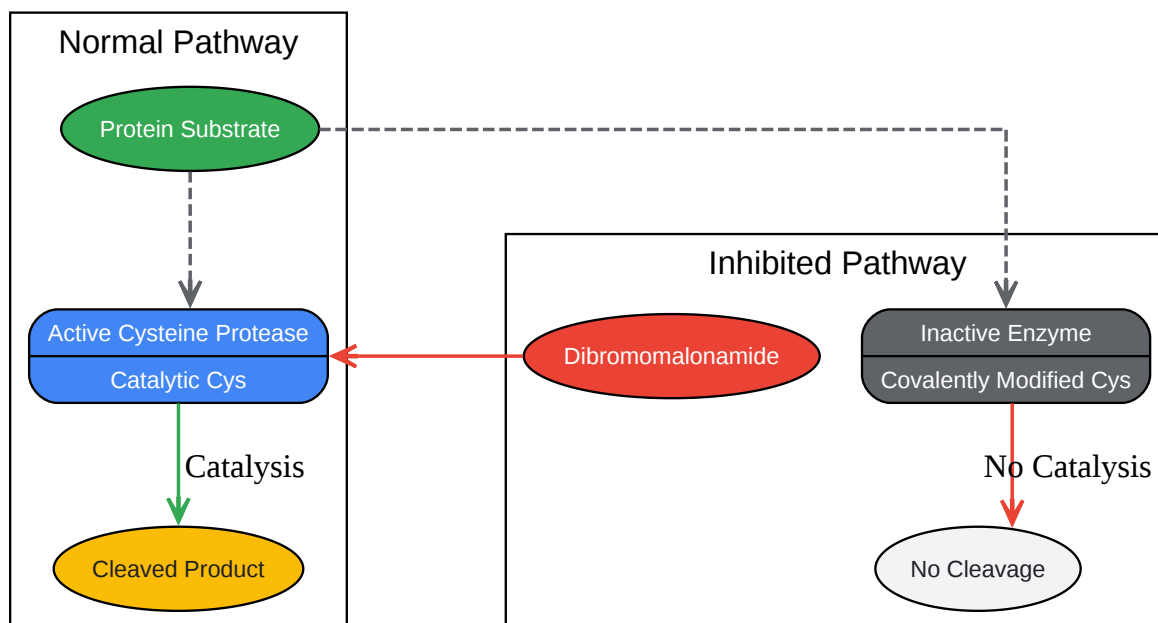 Normal Pathway
Protein Substrate
Active Cysteine Protease
Catalytic Cys
Catalysis
Cleaved Product
Inhibited Pathway
Dibromomalonamide
Inactive Enzyme
Covalently Modified Cys
No Catalysis
No Cleavage